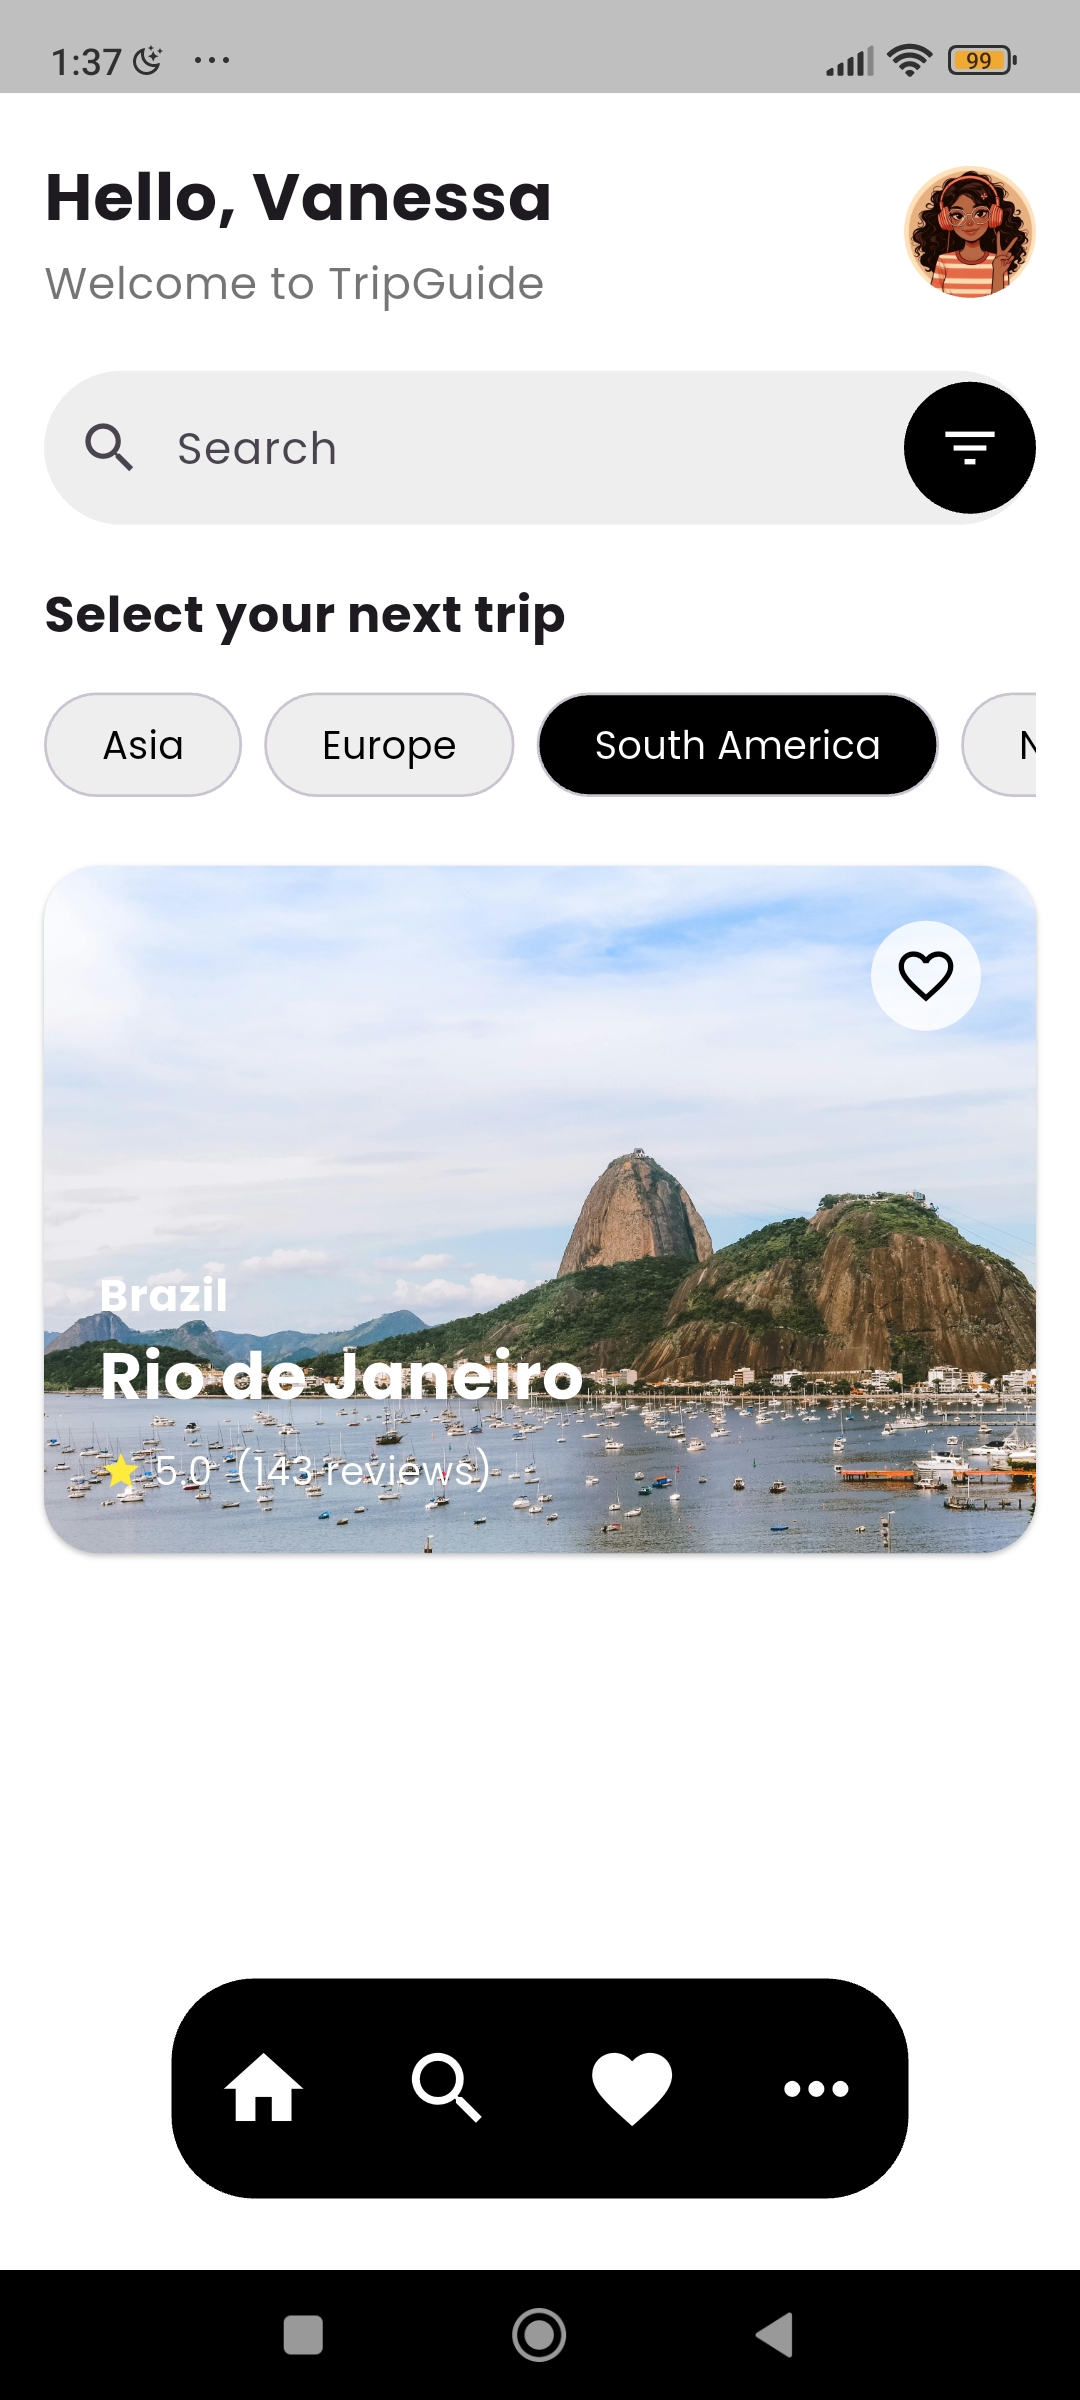 1:37
99
Hello, Vanessa
Welcome to TripGuide
Search
Select your next trip
Asia Europe South America N
Brazil
Rio de Janeiro
5.0 (143 reviews)